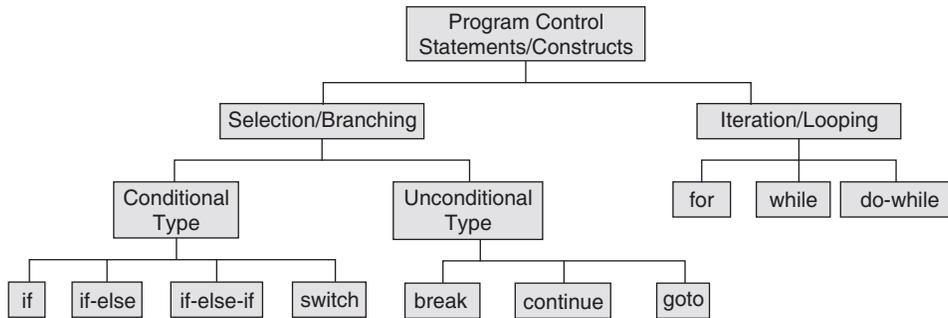 Program Control
Statements/Constructs
Selection/Branching
Iteration/Looping
Conditional
Type
Unconditional
Type
for
while
do-while
if
if-else
if-else-if
switch
break
continue
goto